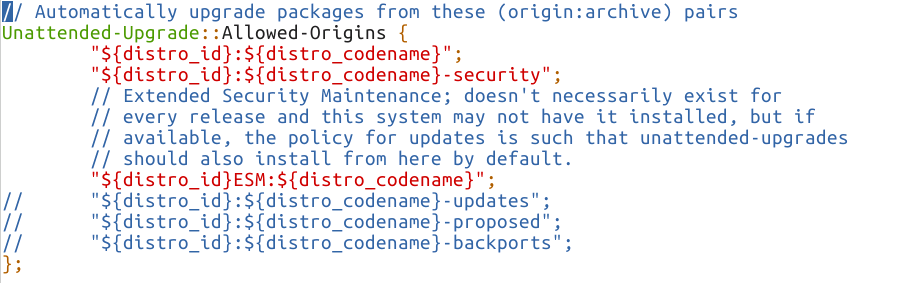 // Automatically upgrade packages from these (origin:archive) pairs
Unattended-Upgrade::Allowed-Origins {
        "${distro_id}:${distro_codename}";
        "${distro_id}:${distro_codename}-security";
        // Extended Security Maintenance; doesn't necessarily exist for
        // every release and this system may not have it installed, but if
        // available, the policy for updates is such that unattended-upgrades
        // should also install from here by default.
        "${distro_id}ESM:${distro_codename}";
//      "${distro_id}:${distro_codename}-updates";
//      "${distro_id}:${distro_codename}-proposed";
//      "${distro_id}:${distro_codename}-backports";
};